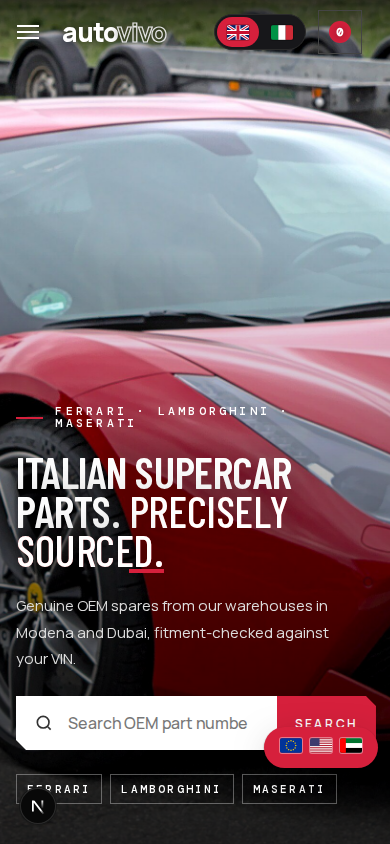 autovivo
0
FERRARI · LAMBORGHINI ·
MASERATI
ITALIAN SUPERCAR
PARTS. PRECISELY
SOURCED.
Genuine OEM spares from our warehouses in
Modena and Dubai, fitment-checked against
your VIN.
Search OEM part numbe
SEARCH
FERRARI LAMBORGHINI MASERATI
N